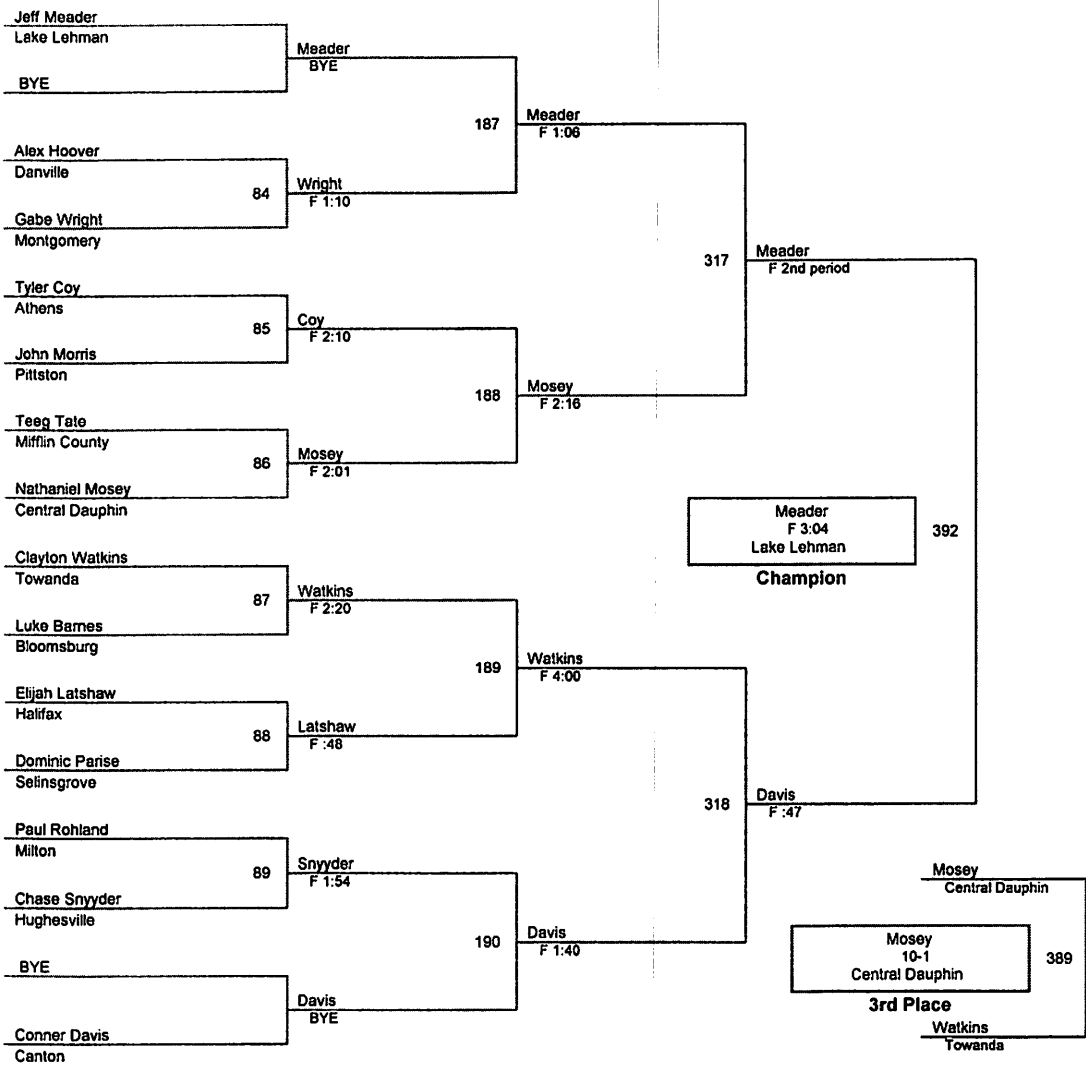 Jeff Meader
Lake Lehman
BYE
Meader
BYE
187
Alex Hoover
Danville
84
Gabe Wright
Montgomery
Wright
F 1:10
Meader
F 1:06
Tyler Coy
Athens
85
John Morris
Pittston
Coy
F 2:10
188
Teeg Tate
Mifflin County
86
Nathaniel Mosey
Central Dauphin
Mosey
F 2:01
Mosey
F 2:16
317
Meader
F 2nd period
Clayton Watkins
Towanda
87
Luke Barnes
Bloomsburg
Watkins
F 2:20
189
Elijah Latshaw
Halifax
88
Dominic Parise
Selinsgrove
Latshaw
F :48
Watkins
F 4:00
Paul Rohland
Milton
89
Chase Snyyder
Hughesville
Snyyder
F 1:54
190
BYE
Conner Davis
Canton
Davis
BYE
Davis
F 1:40
318
Davis
F :47
392
Meader
F 3:04
Lake Lehman
Champion
Mosey
Central Dauphin
389
Mosey
10-1
Central Dauphin
3rd Place
Watkins
Towanda